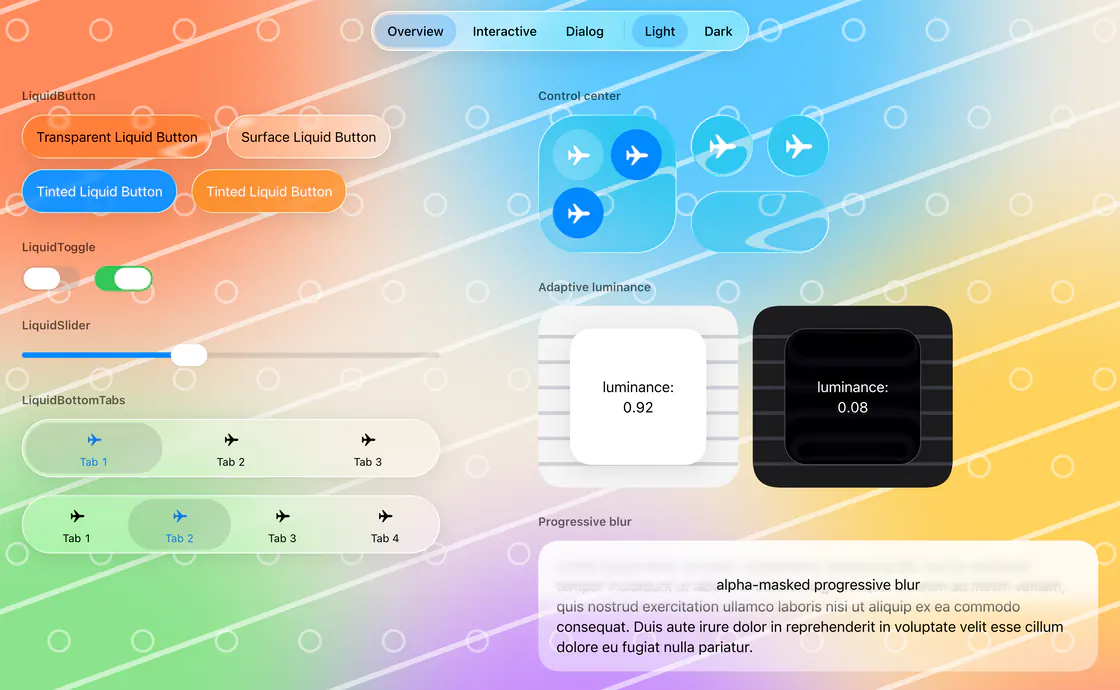 Overview
Interactive
Dialog
Light
Dark
LiquidButton
Transparent Liquid Button
Surface Liquid Button
Tinted Liquid Button
Tinted Liquid Button
LiquidToggle
LiquidSlider
LiquidBottomTabs
Tab 1
Tab 2
Tab 3
Tab 1
Tab 2
Tab 3
Tab 4
Control center
Adaptive luminance
luminance:
0.92
luminance:
0.08
Progressive blur
alpha-masked progressive blur
quis nostrud exercitation ullamco laboris nisi ut aliquip ex ea commodo
consequat. Duis aute irure dolor in reprehenderit in voluptate velit esse cillum
dolore eu fugiat nulla pariatur.